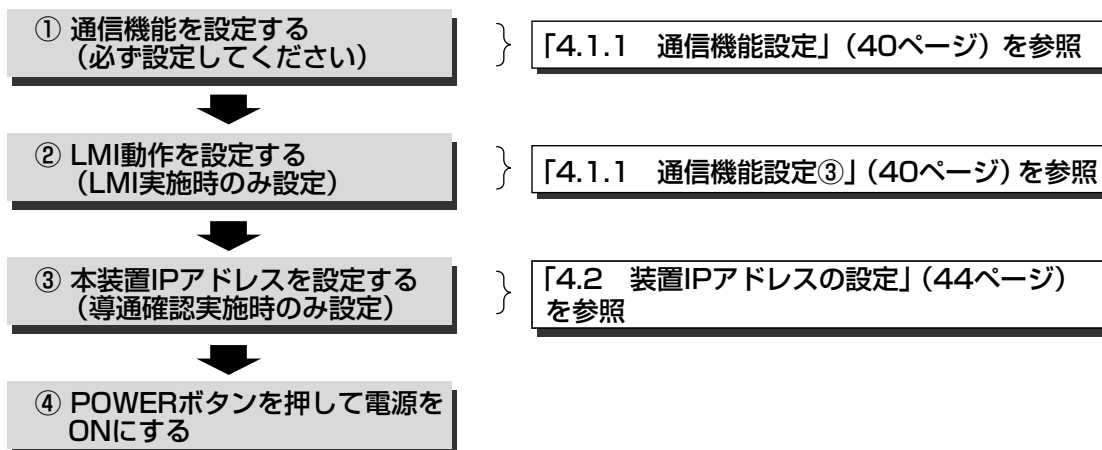 ① 通信機能を設定する
（必ず設定してください）
「4.1.1　通信機能設定」（40ページ）を参照
② LMI動作を設定する
（LMI実施時のみ設定）
「4.1.1　通信機能設定③」（40ページ）を参照
③ 本装置IPアドレスを設定する
（導通確認実施時のみ設定）
「4.2　装置IPアドレスの設定」（44ページ）
を参照
④ POWERボタンを押して電源を
ONにする